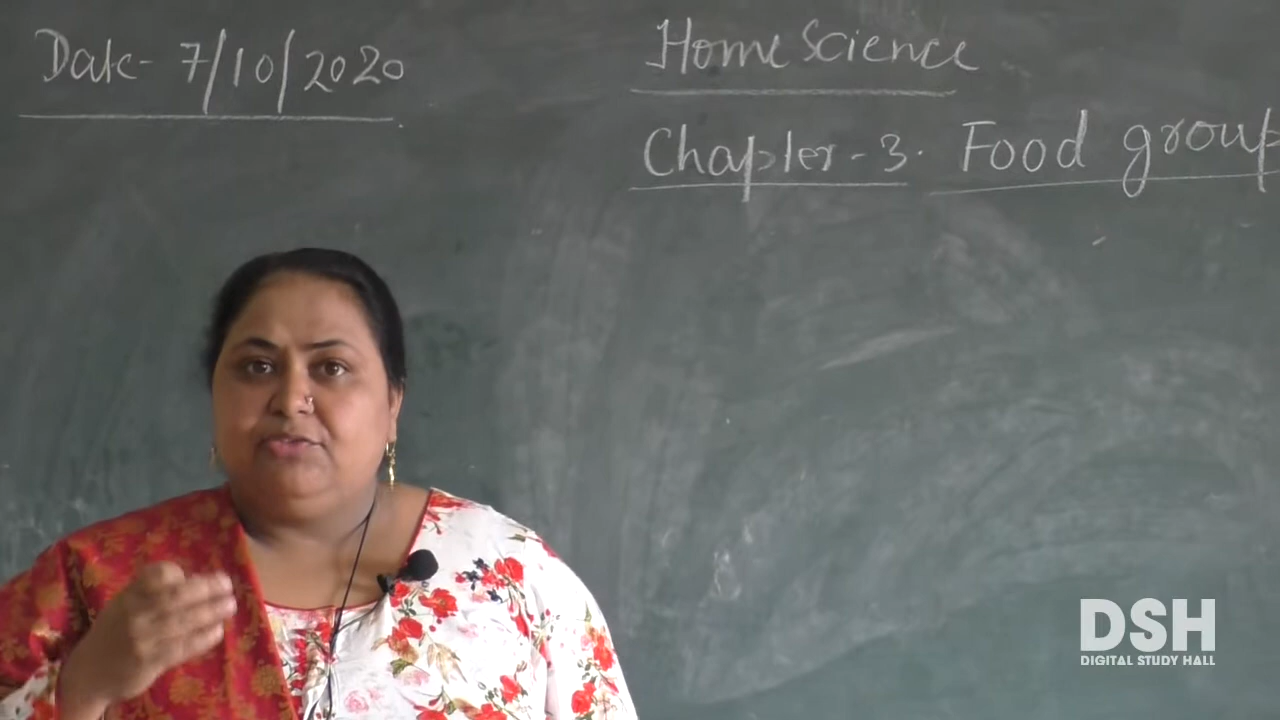 Date- 7/10/2020
Home Science
Chapter-3. Food group
DSH
DIGITAL STUDY HALL